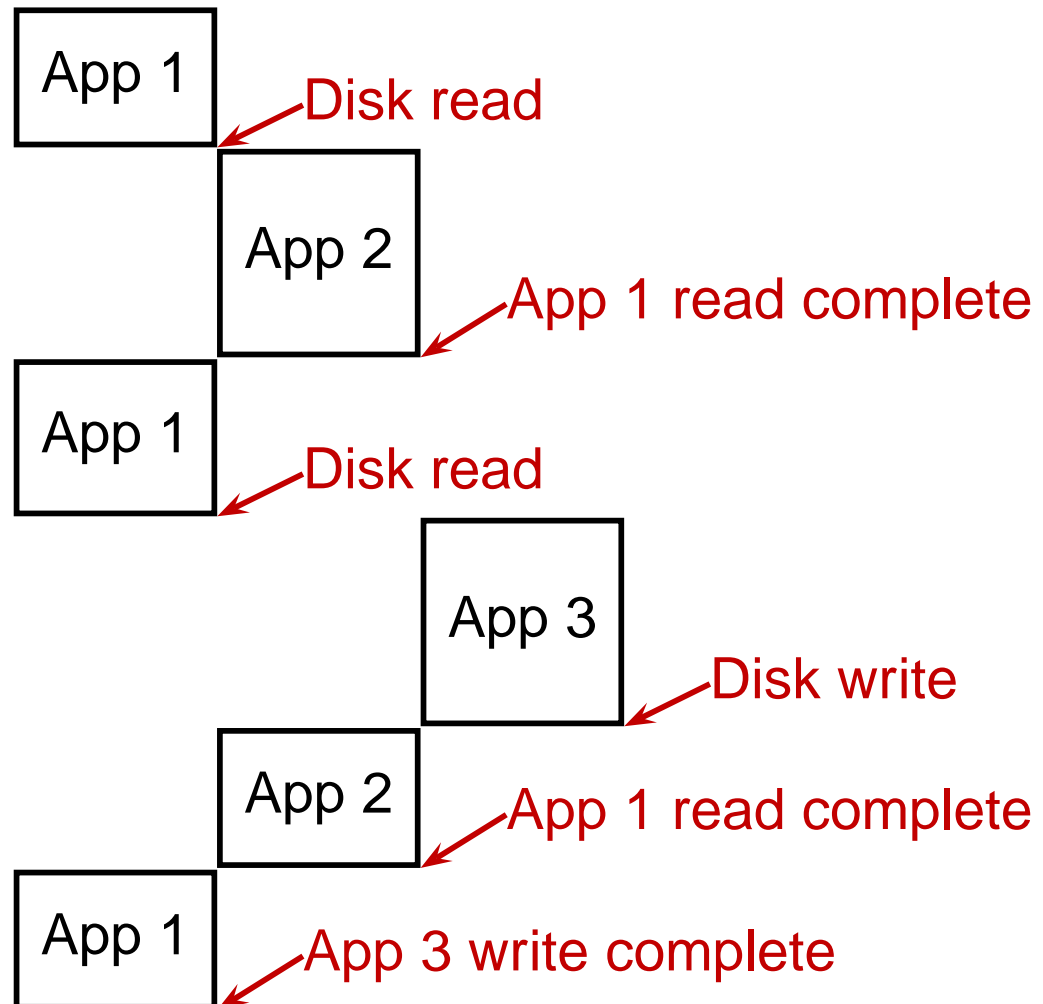 App 1
Disk read
App 2
App 1 read complete
App 1
Disk read
App 3
Disk write
App 2
App 1 read complete
App 1
App 3 write complete